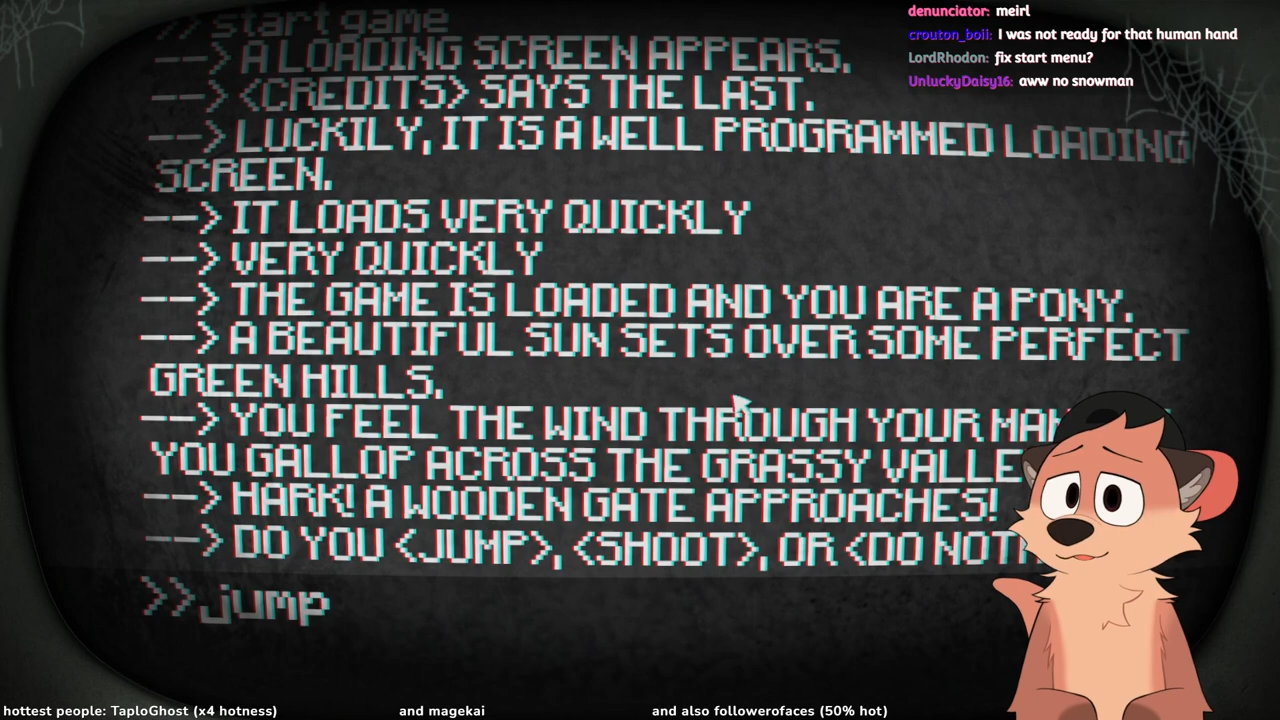 >> start game
--> A LOADING SCREEN APPEARS.
--> <CREDITS> SAYS THE LAST.
--> LUCKILY, IT IS A WELL PROGRAMMED LOADING
SCREEN.
--> IT LOADS VERY QUICKLY
--> VERY QUICKLY
--> THE GAME IS LOADED AND YOU ARE A PONY.
--> A BEAUTIFUL SUN SETS OVER SOME PERFECT
GREEN HILLS.
--> YOU FEEL THE WIND THROUGH YOUR
YOU GALLOP ACROSS THE GRASSY
--> HARK! A WOODEN GATE APPROACHES!
--> DO YOU <JUMP>, <SHOOT>, OR <DO
>>jump
denunciator: meirl
crouton_boii: I was not ready for that human hand
LordRhodon: fix start menu?
UnluckyDaisy16: aww no snowman
hottest people: TaploGhost (x4 hotness) and magekai and also followerofaces (50% hot)